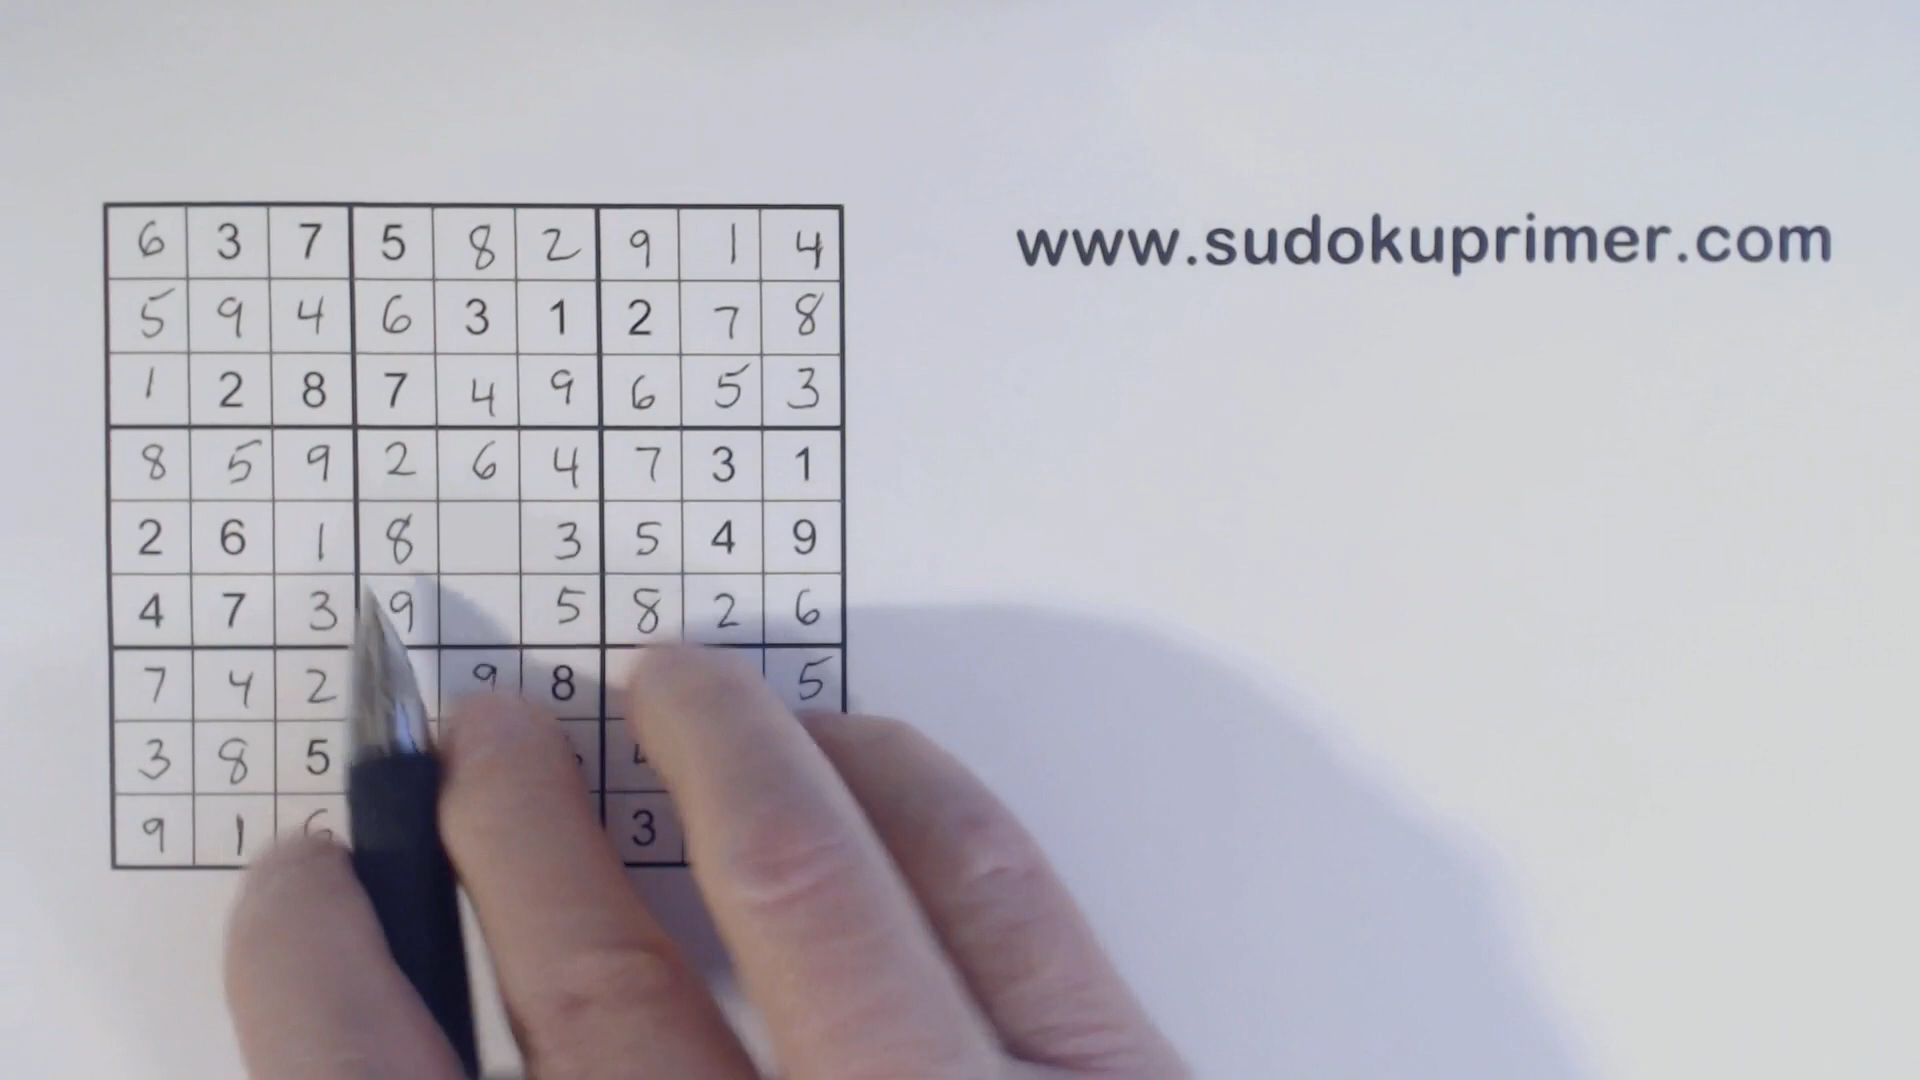 www.sudokuprimer.com
6 3 7 5 8 2 9 1 4
5 9 4 6 3 1 2 7 8
1 2 8 7 4 9 6 5 3
8 5 9 2 6 4 7 3 1
2 6 1 8 3 5 4 9
4 7 3 9 5 8 2 6
7 4 2 9 8 5
3 8 5
9 1 6 3